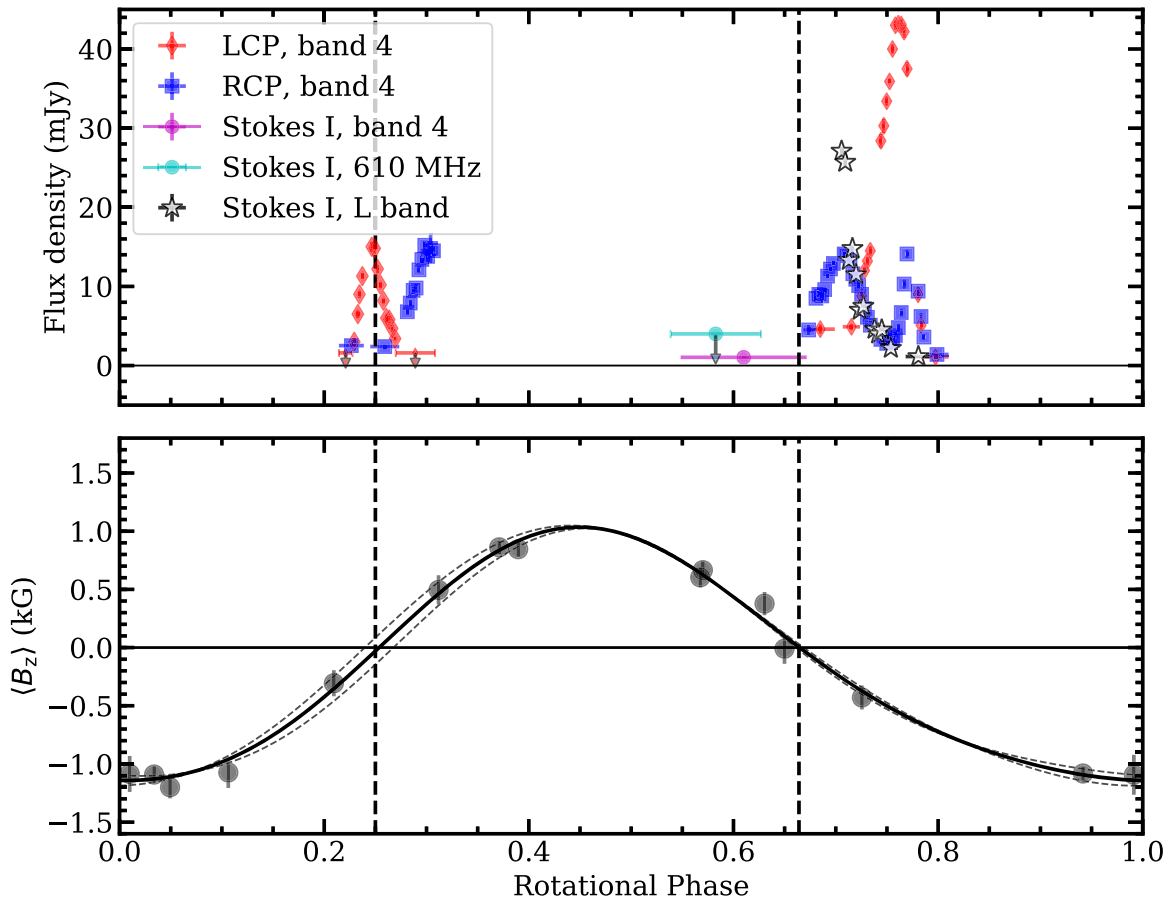 40
30
20
10
0
Flux density (mJy)
LCP, band 4
RCP, band 4
Stokes I, band 4
Stokes I, 610 MHz
Stokes I, L band
1.5
1.0
0.5
0.0
−0.5
−1.0
−1.5
⟨Bz⟩ (kG)
0.0 0.2 0.4 0.6 0.8 1.0
Rotational Phase